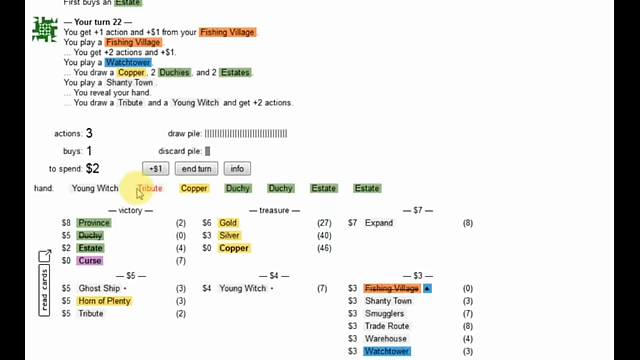 First buys an Estate
— Your turn 22 —
You get +1 action and +$1 from your Fishing Village.
You play a Fishing Village.
... You get +2 actions and +$1.
You play a Watchtower.
... You draw a Copper, 2 Duchies, and 2 Estates.
You play a Shanty Town.
... You reveal your hand.
... You draw a Tribute and a Young Witch and get +2 actions.
actions: 3 draw pile:
buys: 1 discard pile:
to spend: $2 +$1 end turn info
hand: Young Witch Tribute Copper Duchy Duchy Estate Estate
— victory — — treasure — — $7 —
$8 Province (2) $6 Gold (27) $7 Expand (8)
$5 Duchy (0) $3 Silver (40)
$2 Estate (4) $0 Copper (46)
$0 Curse (7)
read cards
— $5 — — $4 — — $3 —
$5 Ghost Ship (3) $4 Young Witch (7) $3 Fishing Village (0)
$5 Horn of Plenty (3) $3 Shanty Town (3)
$5 Tribute (2) $3 Smugglers (7)
$3 Trade Route (8)
$3 Warehouse (4)
$3 Watchtower (3)